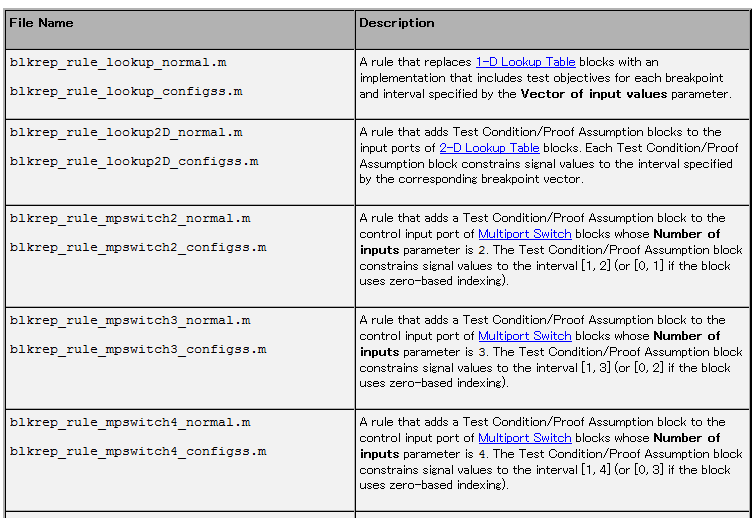 File Name
Description
blkrep_rule_lookup_normal.m
blkrep_rule_lookup_configss.m
A rule that replaces 1-D Lookup Table blocks with an
implementation that includes test objectives for each breakpoint
and interval specified by the Vector of input values parameter.
blkrep_rule_lookup2D_normal.m
blkrep_rule_lookup2D_configss.m
A rule that adds Test Condition/Proof Assumption blocks to the
input ports of 2-D Lookup Table blocks. Each Test Condition/Proof
Assumption block constrains signal values to the interval specified
by the corresponding breakpoint vector.
blkrep_rule_mpswitch2_normal.m
blkrep_rule_mpswitch2_configss.m
A rule that adds a Test Condition/Proof Assumption block to the
control input port of Multiport Switch blocks whose Number of
inputs parameter is 2. The Test Condition/Proof Assumption block
constrains signal values to the interval [1, 2] (or [0, 1] if the block
uses zero-based indexing).
blkrep_rule_mpswitch3_normal.m
blkrep_rule_mpswitch3_configss.m
A rule that adds a Test Condition/Proof Assumption block to the
control input port of Multiport Switch blocks whose Number of
inputs parameter is 3. The Test Condition/Proof Assumption block
constrains signal values to the interval [1, 3] (or [0, 2] if the block
uses zero-based indexing).
blkrep_rule_mpswitch4_normal.m
blkrep_rule_mpswitch4_configss.m
A rule that adds a Test Condition/Proof Assumption block to the
control input port of Multiport Switch blocks whose Number of
inputs parameter is 4. The Test Condition/Proof Assumption block
constrains signal values to the interval [1, 4] (or [0, 3] if the block
uses zero-based indexing).